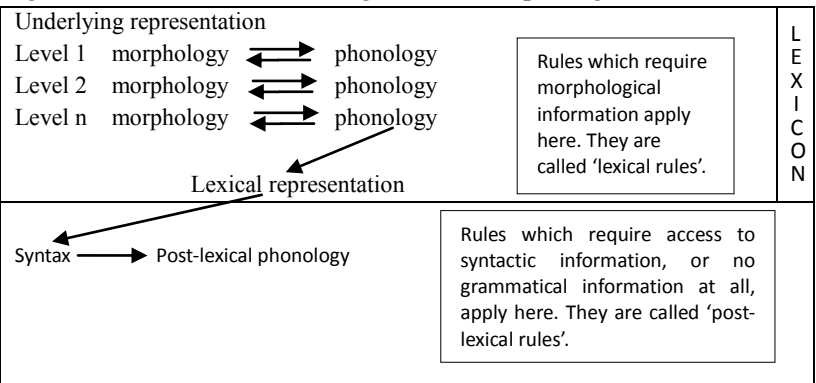 Underlying representation
Level 1 morphology phonology
Level 2 morphology phonology
Level n morphology phonology
Lexical representation
Rules which require
morphological
information apply
here. They are
called ‘lexical rules’.
L
E
X
I
C
O
N
Syntax Post-lexical phonology
Rules which require access to
syntactic information, or no
grammatical information at all,
apply here. They are called ‘post-
lexical rules’.